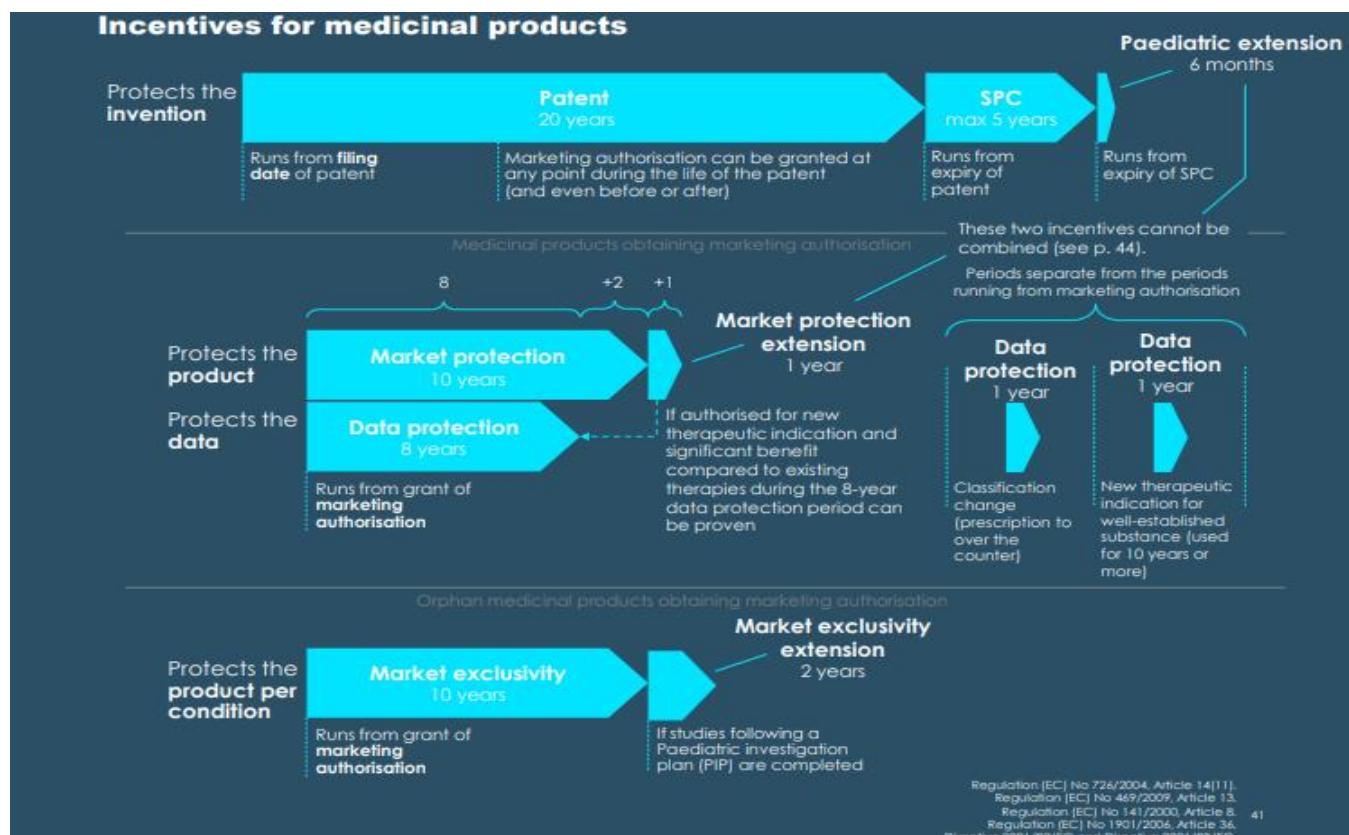 Incentives for medicinal products
Paediatric extension
6 months
Protects the
invention
Patent
20 years
SPC
max 5 years
Runs from filing
date of patent
Marketing authorisation can be granted at
any point during the life of the patent
(and even before or after)
Runs from
expiry of
patent
Runs from
expiry of SPC
These two incentives cannot be
combined (see p. 44).
Medicinal products obtaining marketing authorisation
Periods separate from the periods
running from marketing authorisation
8
+2
+1
Protects the
product
Market protection
10 years
Market protection
extension
1 year
Data
protection
1 year
Data
protection
1 year
Protects the
data
Data protection
8 years
If authorised for new
therapeutic indication and
significant benefit
compared to existing
therapies during the 8-year
data protection period can
be proven
Runs from grant of
marketing
authorisation
Classification
change
(prescription to
over the
counter)
New therapeutic
indication for
well-established
substance (used
for 10 years or
more)
Orphan medicinal products obtaining marketing authorisation
Protects the
product per
condition
Market exclusivity
10 years
Market exclusivity
extension
2 years
Runs from grant of
marketing
authorisation
If studies following a
Paediatric investigation
plan (PIP) are completed
Regulation (EC) No 726/2004, Article 14(11).
Regulation (EC) No 469/2009, Article 13.
Regulation (EC) No 141/2000, Article 8.
Regulation (EC) No 1901/2006, Article 36.
41